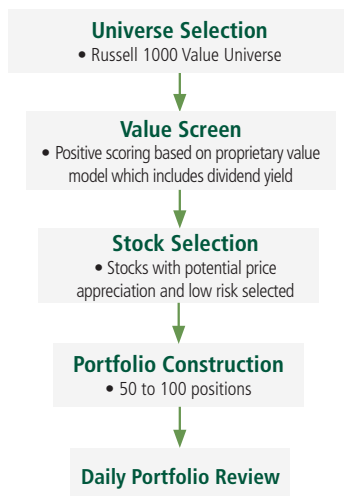 Universe Selection
• Russell 1000 Value Universe
Value Screen
• Positive scoring based on proprietary value
model which includes dividend yield
Stock Selection
• Stocks with potential price
appreciation and low risk selected
Portfolio Construction
• 50 to 100 positions
Daily Portfolio Review